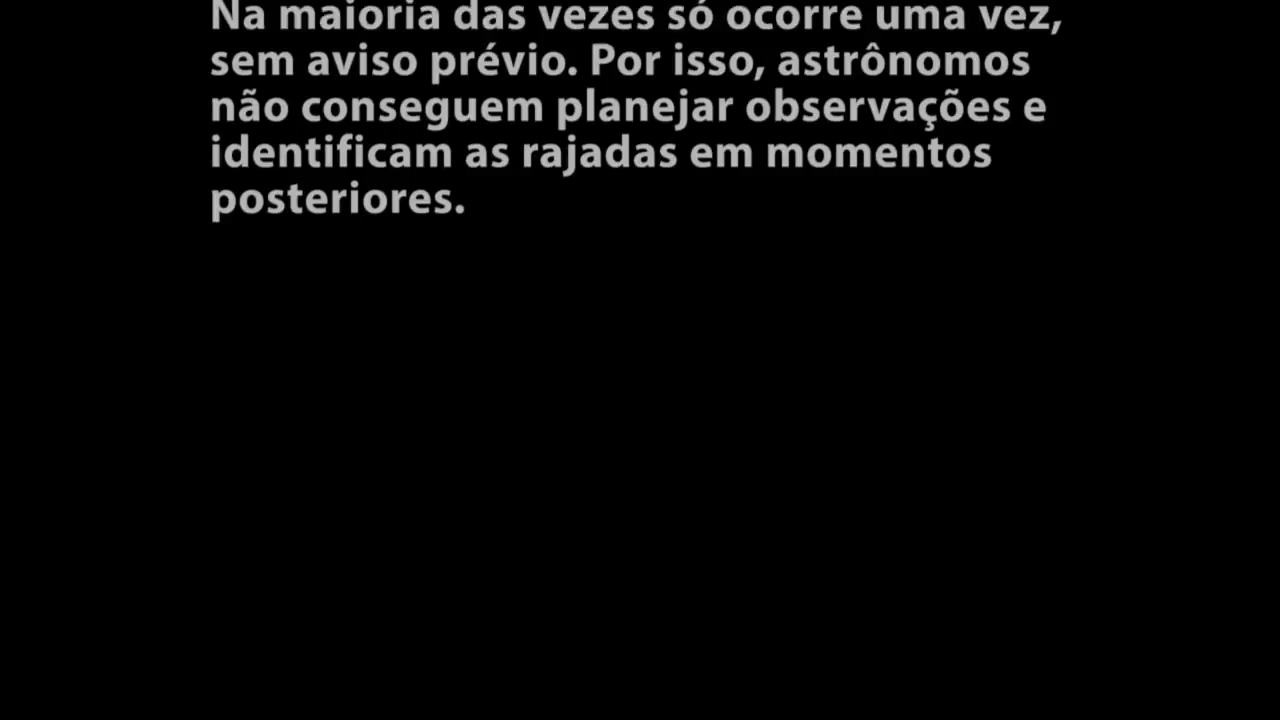 Na maioria das vezes só ocorre uma vez,
sem aviso prévio. Por isso, astrônomos
não conseguem planejar observações e
identificam as rajadas em momentos
posteriores.